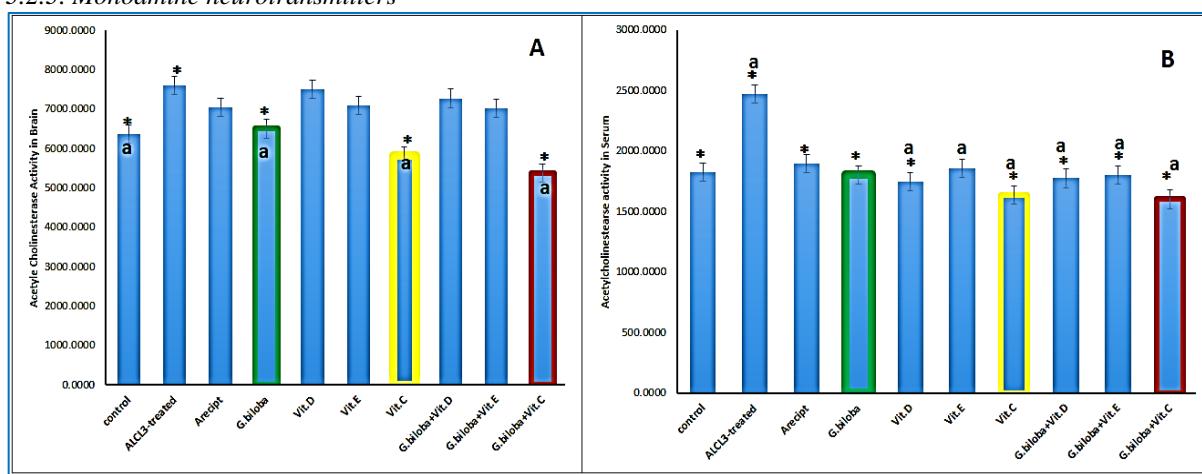 3.2.3. Monoamine neurotransmitters
A
Acetyle Cholinesterase Activity in Brain
9000.0000
8000.0000
7000.0000
6000.0000
5000.0000
4000.0000
3000.0000
2000.0000
1000.0000
0.0000
*
a
*
*
a
*
a
*
a
control
ALCL3-treated
Arecipt
G.biloba
Vit.D
Vit.E
Vit.C
G.biloba+Vit.D
G.biloba+Vit.E
G.biloba+Vit.C
B
Acetylcholinestearse activity in Serum
3000.0000
2500.0000
2000.0000
1500.0000
1000.0000
500.0000
0.0000
*
a
*
*
*
a
*
a
a
*
a
*
a
*
a
*
control
ALCL3-treated
Arecipt
G.biloba
Vit.D
Vit.E
Vit.C
G.biloba+Vit.D
G.biloba+Vit.E
G.biloba+Vit.C